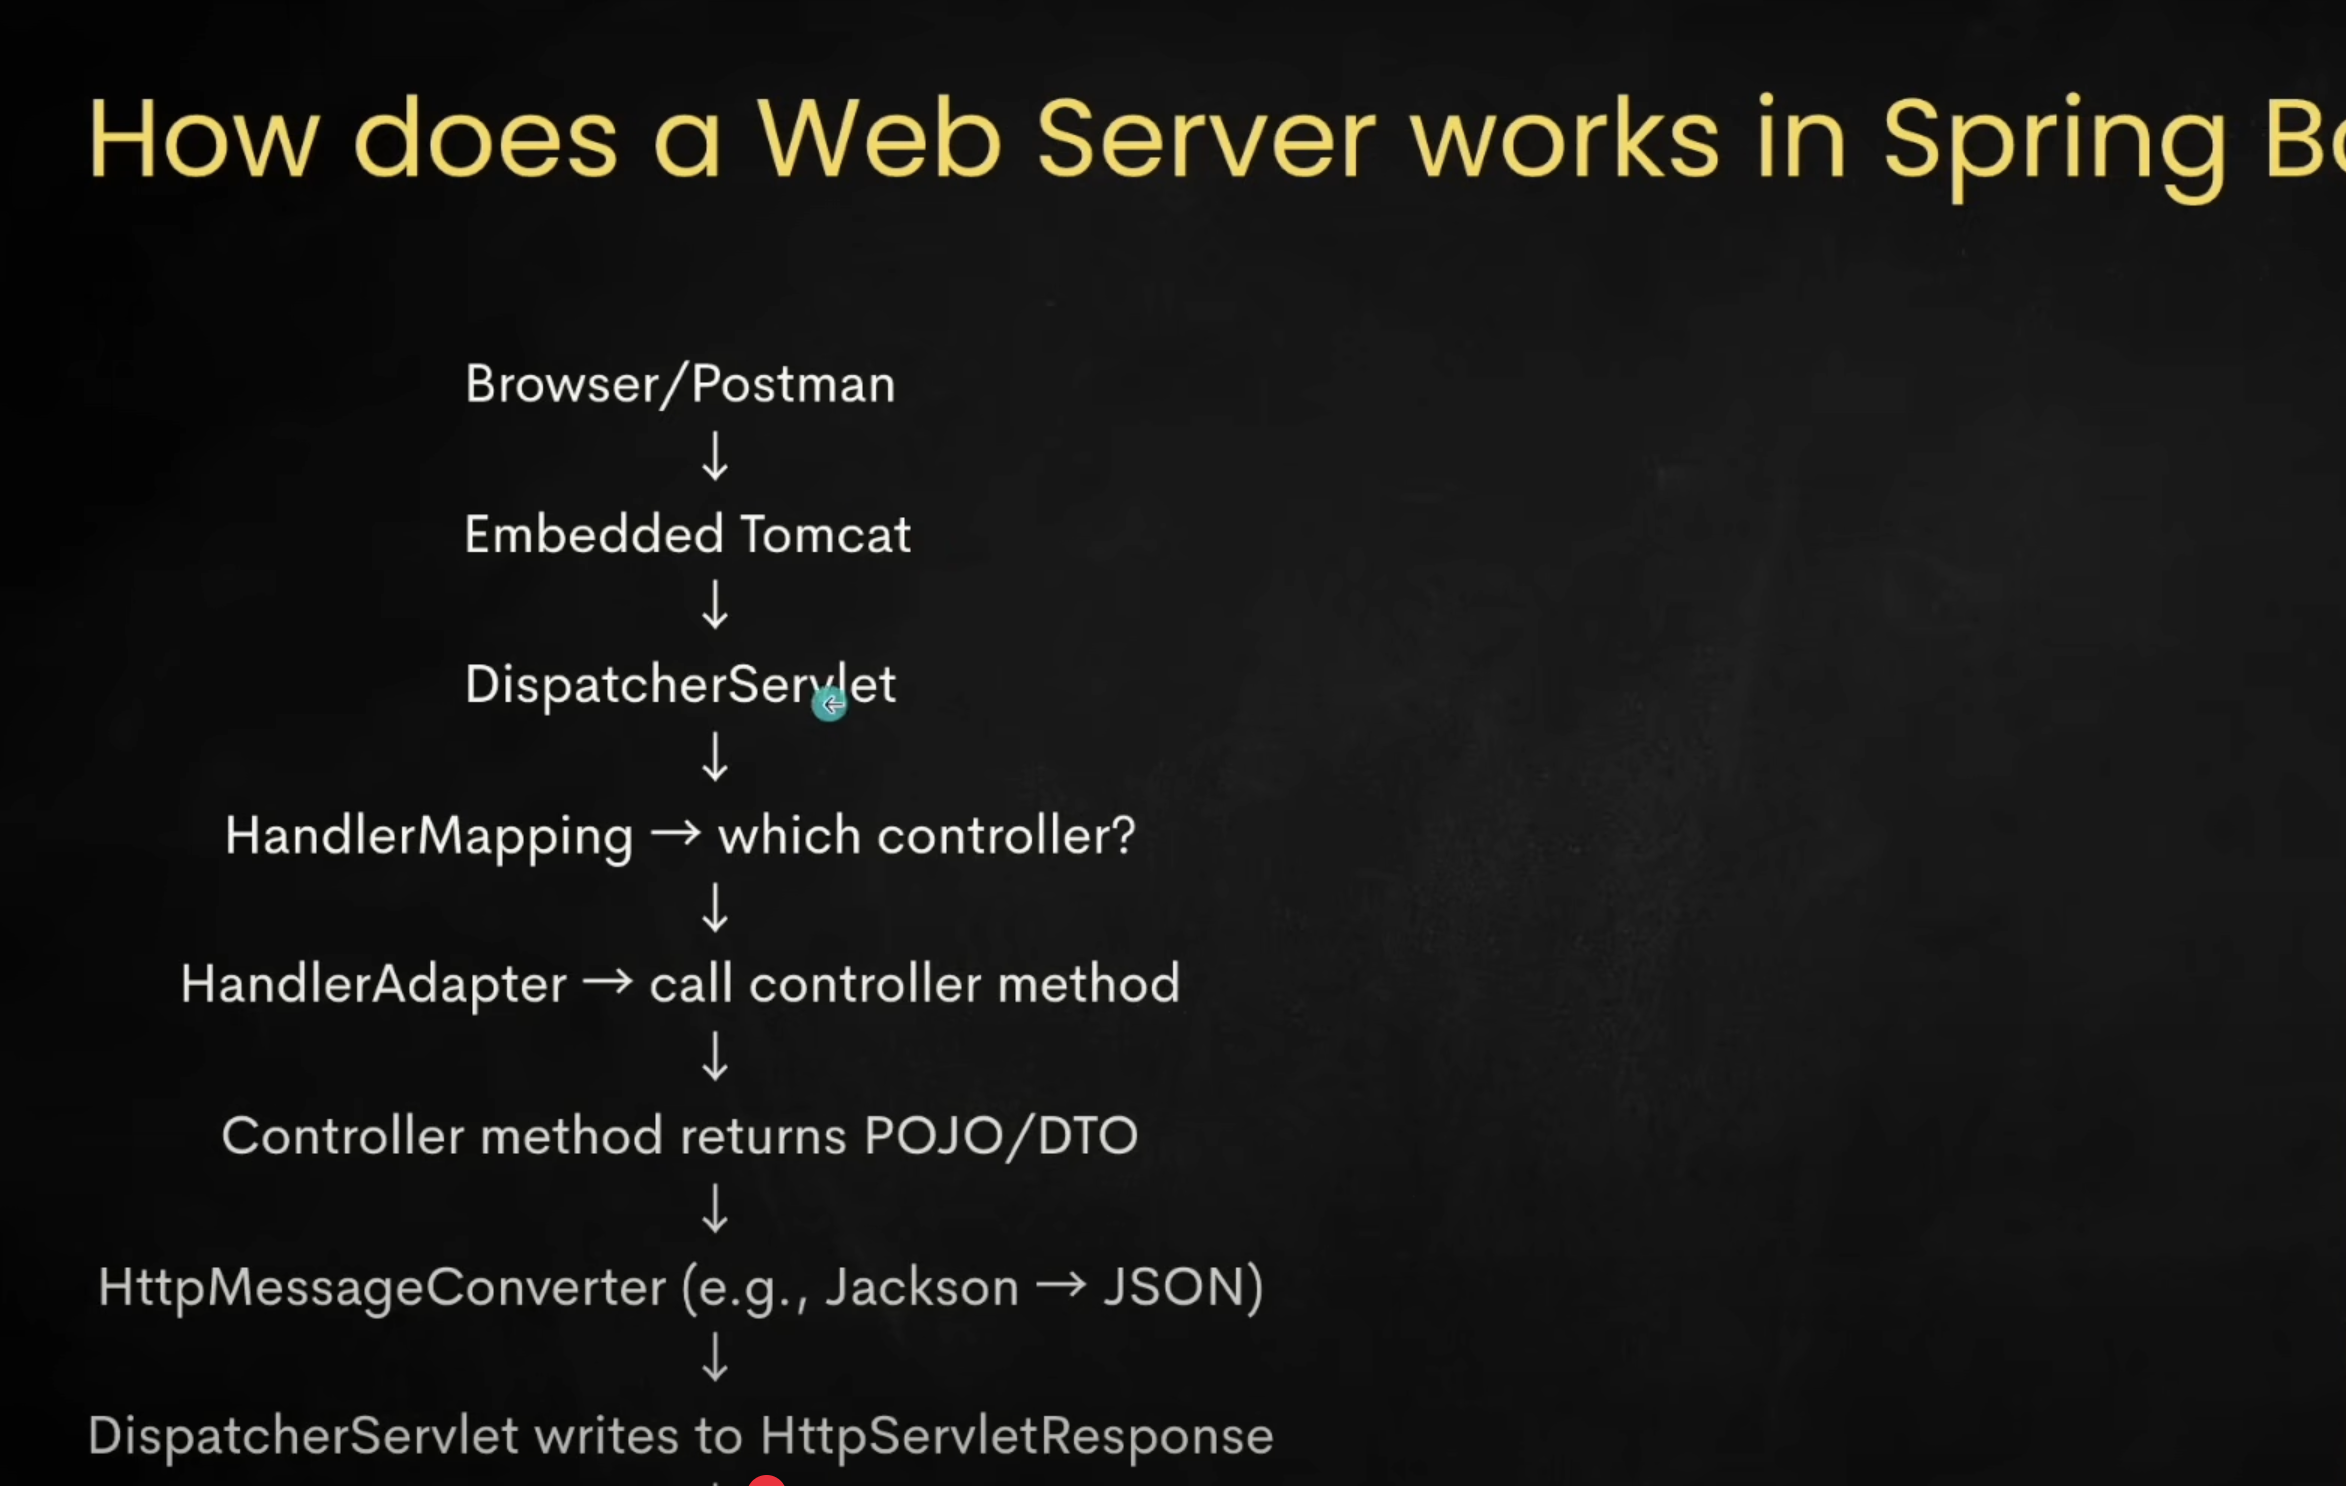 How does a Web Server works in Spring
Browser/Postman
↓
Embedded Tomcat
↓
DispatcherServlet
↓
HandlerMapping → which controller?
↓
HandlerAdapter → call controller method
↓
Controller method returns POJO/DTO
↓
HttpMessageConverter (e.g., Jackson → JSON)
↓
DispatcherServlet writes to HttpServletResponse